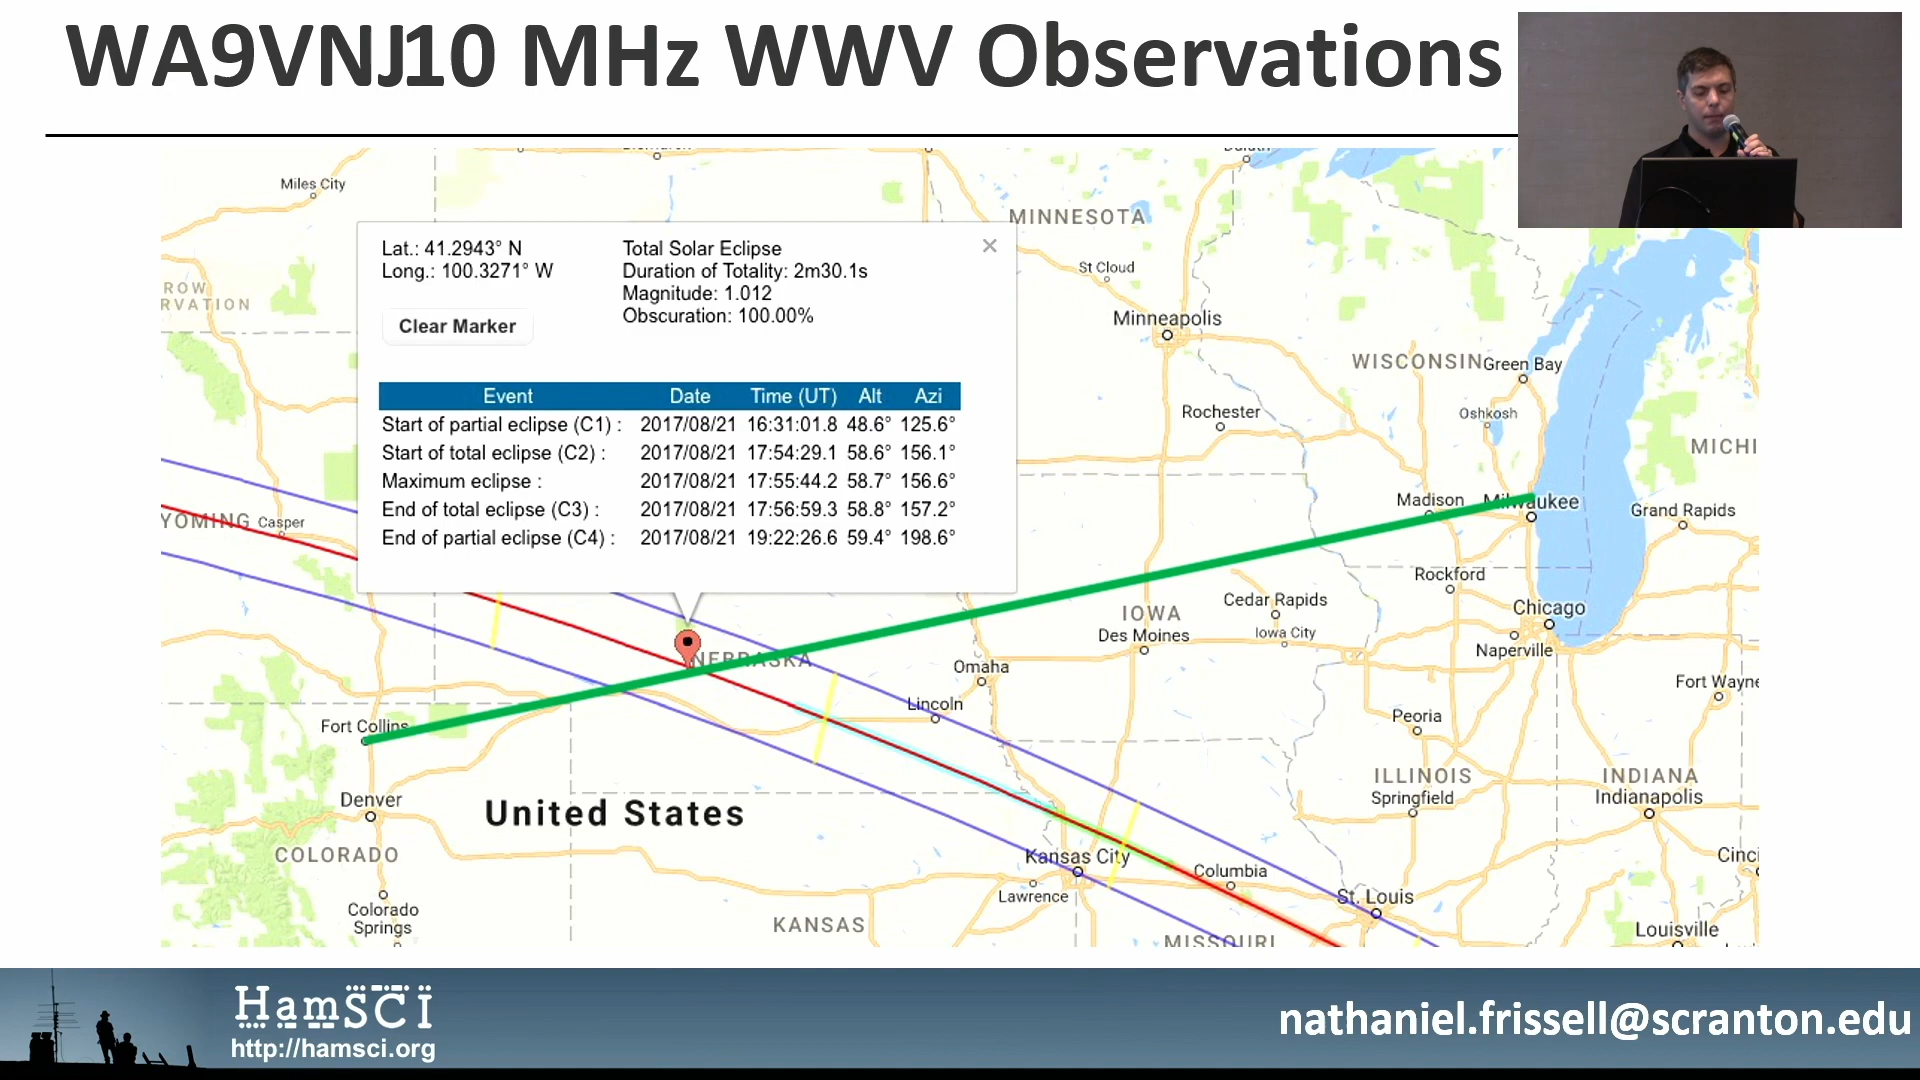 WA9VNJ10 MHz WWV Observations
Miles City
MINNESOTA
St Cloud
Minneapolis
WISCONSIN
Green Bay
Oshkosh
Rochester
MICHI
ROW
RVATION
Lat.: 41.2943° N
Long.: 100.3271° W
Clear Marker
Total Solar Eclipse
Duration of Totality: 2m30.1s
Magnitude: 1.012
Obscuration: 100.00%
×
Event Date Time (UT) Alt Azi
Start of partial eclipse (C1) : 2017/08/21 16:31:01.8 48.6° 125.6°
Start of total eclipse (C2) : 2017/08/21 17:54:29.1 58.6° 156.1°
Maximum eclipse : 2017/08/21 17:55:44.2 58.7° 156.6°
End of total eclipse (C3) : 2017/08/21 17:56:59.3 58.8° 157.2°
End of partial eclipse (C4) : 2017/08/21 19:22:26.6 59.4° 198.6°
YOMING
Casper
Madison
Milwaukee
Grand Rapids
Rockford
Chicago
Naperville
IOWA
Cedar Rapids
Des Moines
Iowa City
NEBRASKA
Omaha
Lincoln
Fort Wayne
Fort Collins
Peoria
Denver
United States
ILLINOIS
Springfield
INDIANA
Indianapolis
COLORADO
Kansas City
Columbia
Cinci
Lawrence
St. Louis
Colorado
Springs
KANSAS
MISSOURI
Louisville
HamSCI
http://hamsci.org
nathaniel.frissell@scranton.edu